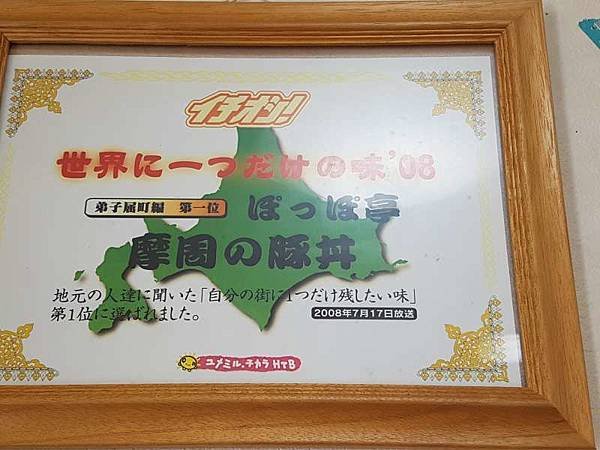 イチオシ!
世界に一つだけの味'08
弟子屈町編 第一位 ぽっぽ亭
摩周の豚丼
地元の人達に聞いた「自分の街に1つだけ残したい味」
第1位に選ばれました。
2008年7月17日放送
ユメミル、チカラ HTB